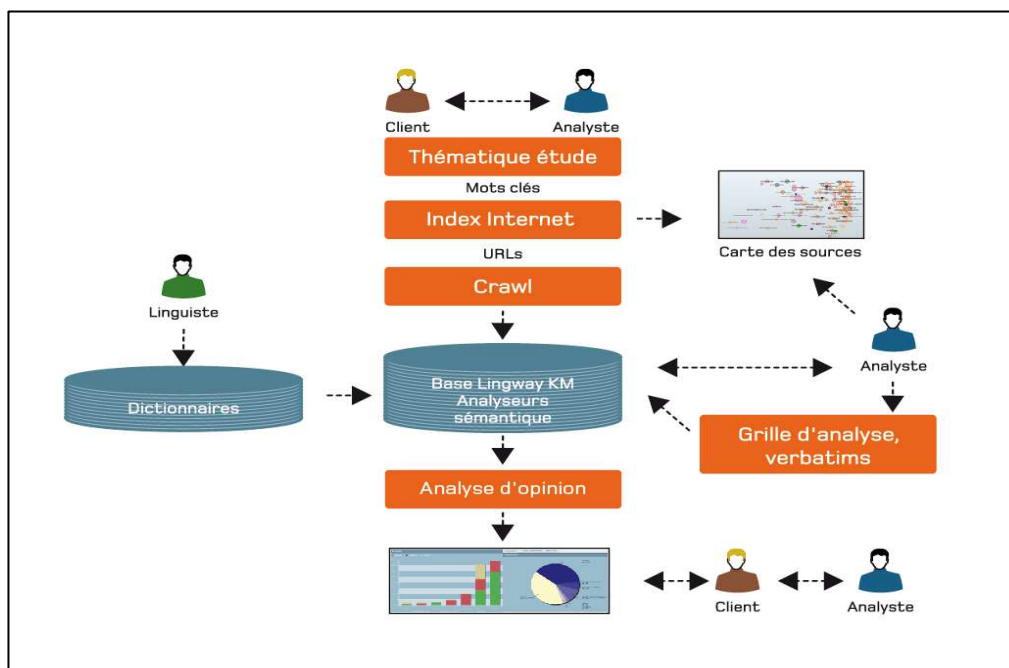 Client
Analyste
Thématique étude
Mots clés
Index Internet
URLs
Carte des sources
Crawl
Linguiste
Analyste
Dictionnaires
Base Lingway KM
Analyseurs
sémantique
Grille d'analyse,
verbatims
Analyse d'opinion
Client
Analyste